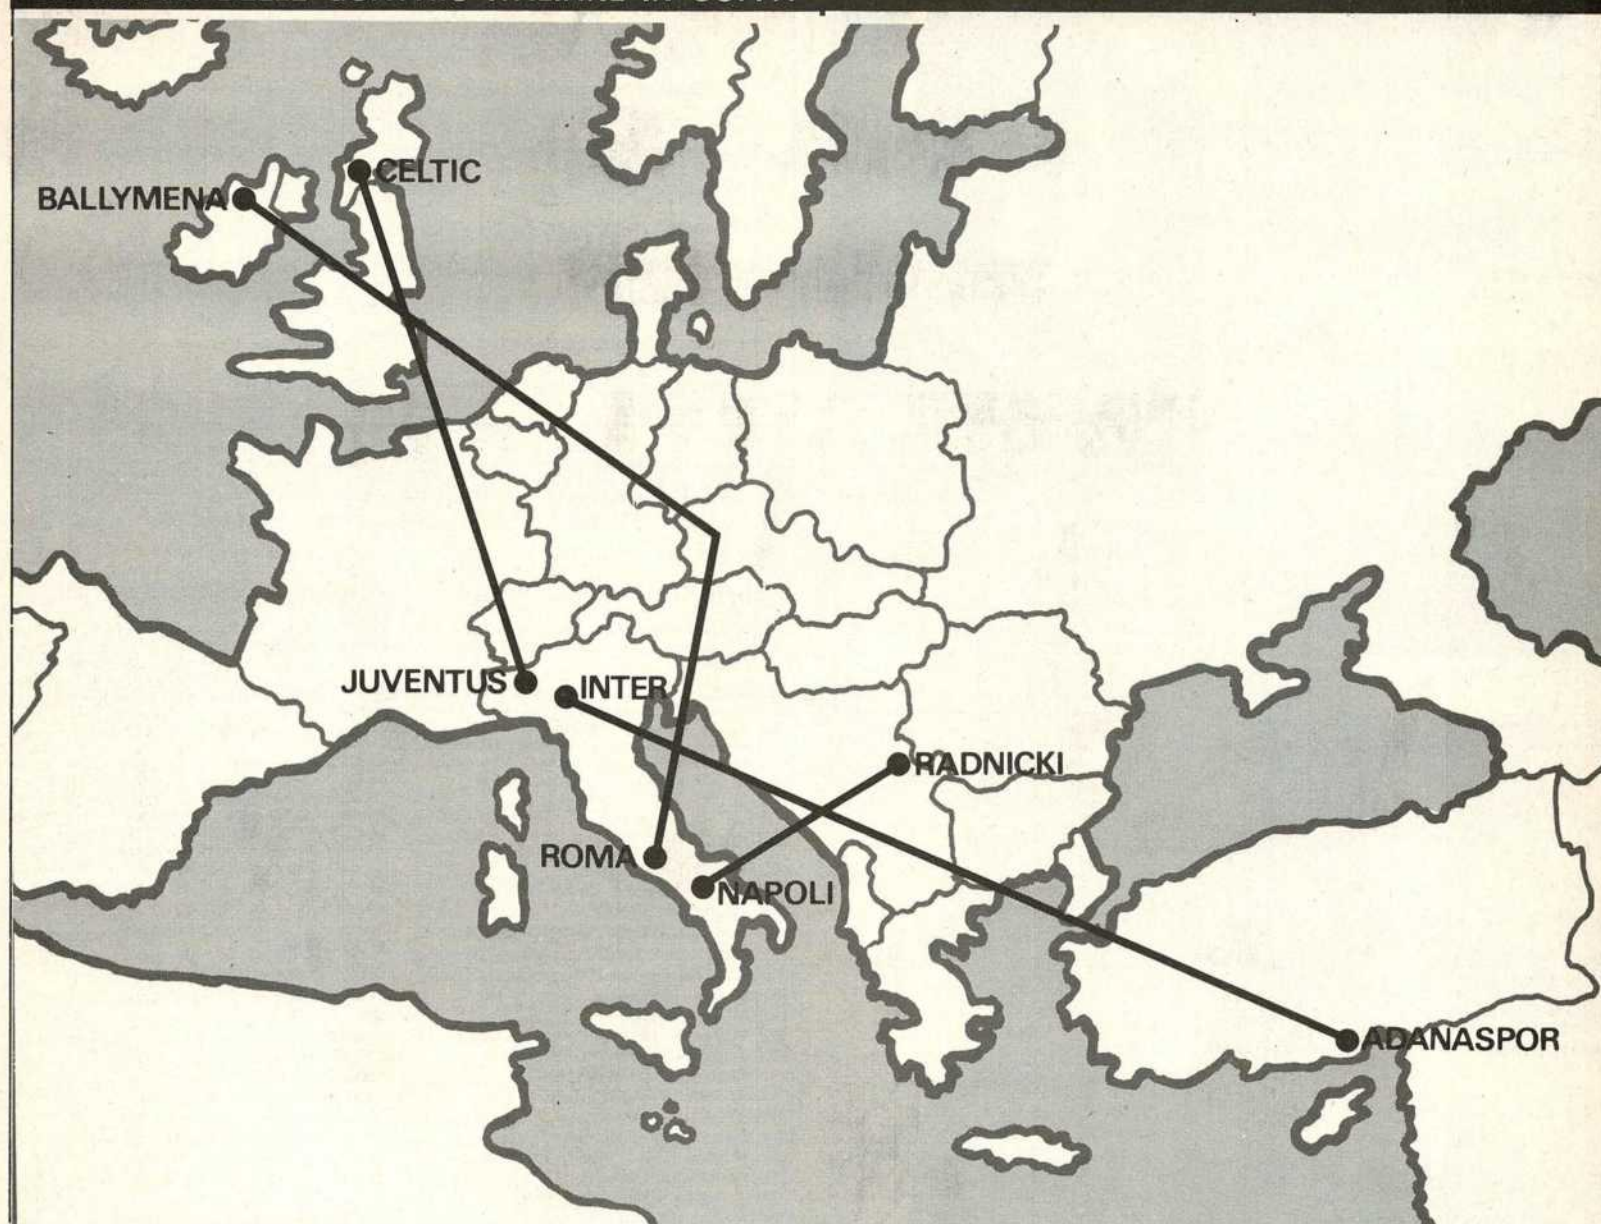 CELTIC
BALLYMENA
JUVENTUS
INTER
RADNICKI
ROMA
NAPOLI
ADANASPOR